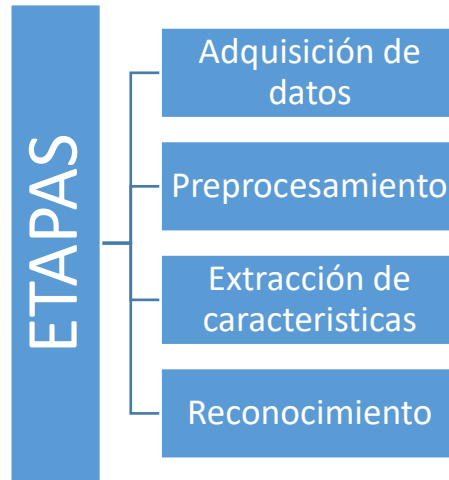 ETAPAS
Adquisición de
datos
Preprocesamiento
Extracción de
caracteristicas
Reconocimiento